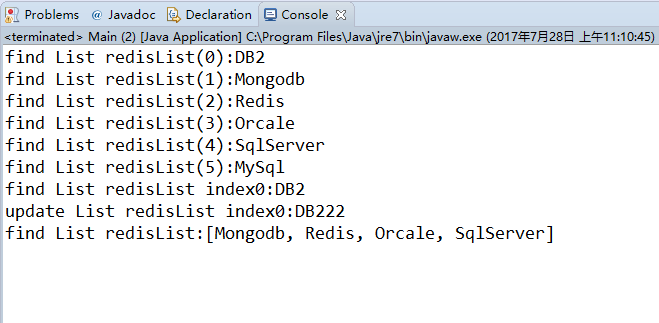 Problems @ Javadoc Declaration Console
<terminated> Main (2) [Java Application] C:\Program Files\Java\jre7\bin\javaw.exe (2017年7月28日 上午11:10:45)
find List redisList(0):DB2
find List redisList(1):Mongodb
find List redisList(2):Redis
find List redisList(3):Orcale
find List redisList(4):SqlServer
find List redisList(5):MySql
find List redisList index0:DB2
update List redisList index0:DB222
find List redisList:[Mongodb, Redis, Orcale, SqlServer]